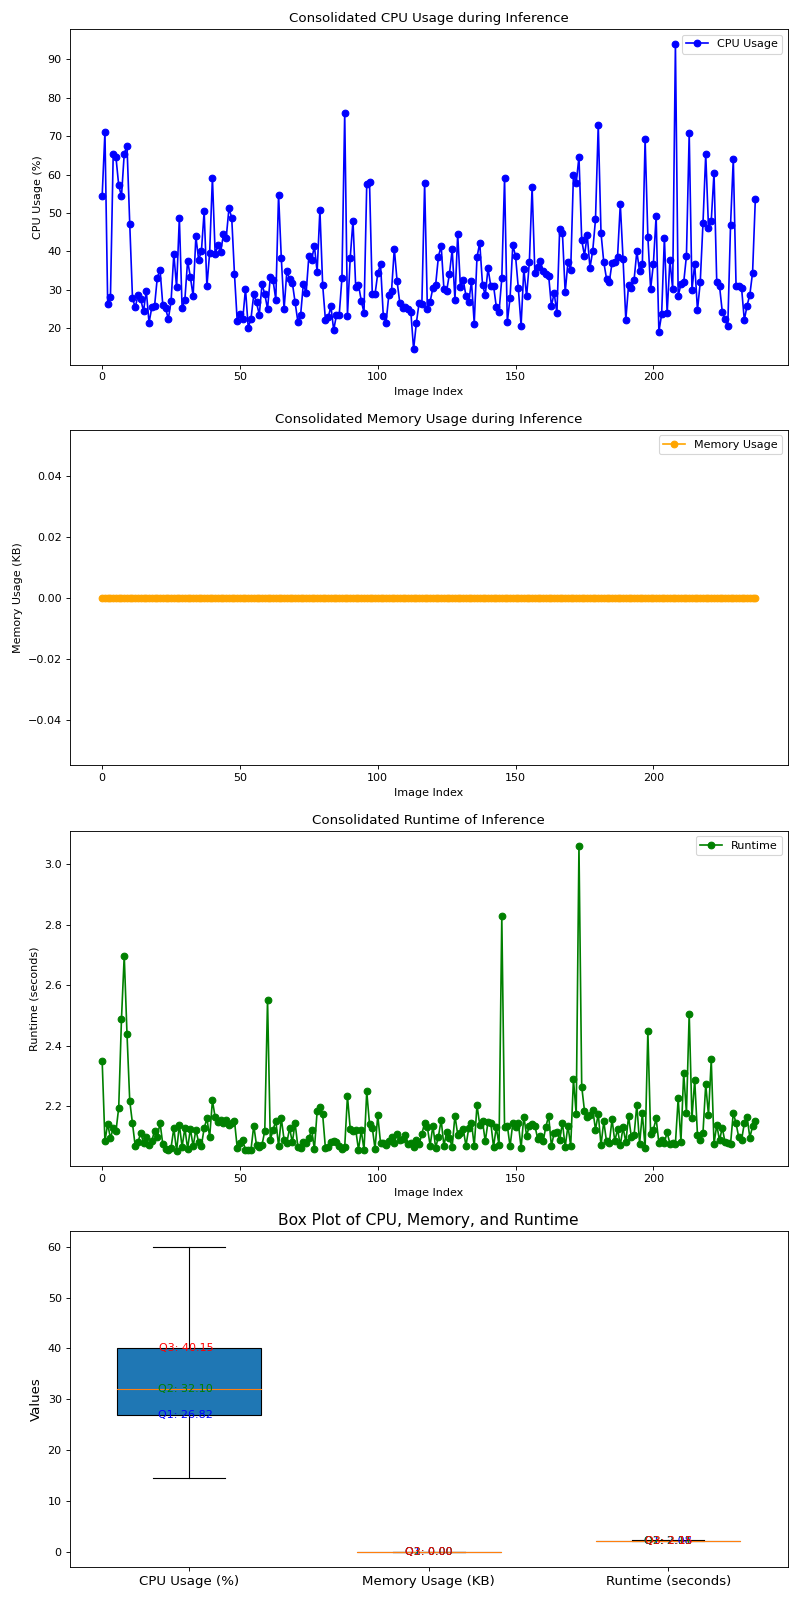 Consolidated CPU Usage during Inference
CPU Usage
90
80
70
60
50
40
30
20
CPU Usage (%)
0
50
100
150
200
Image Index
Consolidated Memory Usage during Inference
Memory Usage
0.04
0.02
0.00
−0.02
−0.04
Memory Usage (KB)
0
50
100
150
200
Image Index
Consolidated Runtime of Inference
Runtime
3.0
2.8
2.6
2.4
2.2
Runtime (seconds)
0
50
100
150
200
Image Index
Box Plot of CPU, Memory, and Runtime
60
50
40
30
20
10
0
Values
Q3: 40.15
Q2: 32.10
Q1: 26.82
0.00
CPU Usage (%)
Memory Usage (KB)
Runtime (seconds)